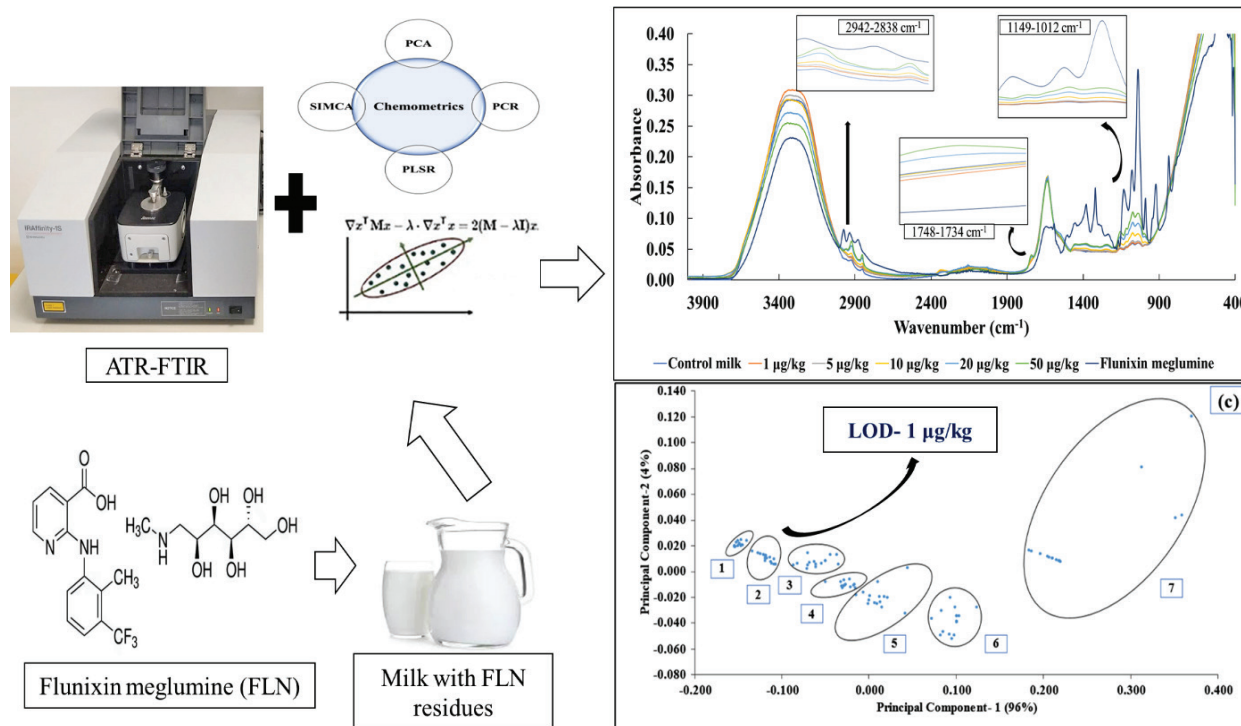 PCA
SIMCA
Chemometrics
PCR
PLSR
IRAffinity-1S
∇xᵀMx − λ · ∇xᵀx = 2(M − λI)x.
ATR-FTIR
O
OH
N
NH
CH₃
CF₃
H₃C
N
H
OH
OH
OH
OH
OH
Flunixin meglumine (FLN)
Milk with FLN
residues
2942-2838 cm⁻¹
1149-1012 cm⁻¹
1748-1734 cm⁻¹
Absorbance
0.40
0.35
0.30
0.25
0.20
0.15
0.10
0.05
0.00
3900
3400
2900
2400
1900
1400
900
400
Wavenumber (cm⁻¹)
Control milk
1 µg/kg
5 µg/kg
10 µg/kg
20 µg/kg
50 µg/kg
Flunixin meglumine
(c)
LOD- 1 µg/kg
Principal Component-2 (4%)
0.140
0.120
0.100
0.080
0.060
0.040
0.020
0.000
-0.020
-0.040
-0.060
-0.080
1
2
3
4
5
6
7
-0.200
-0.100
0.000
0.100
0.200
0.300
0.400
Principal Component- 1 (96%)